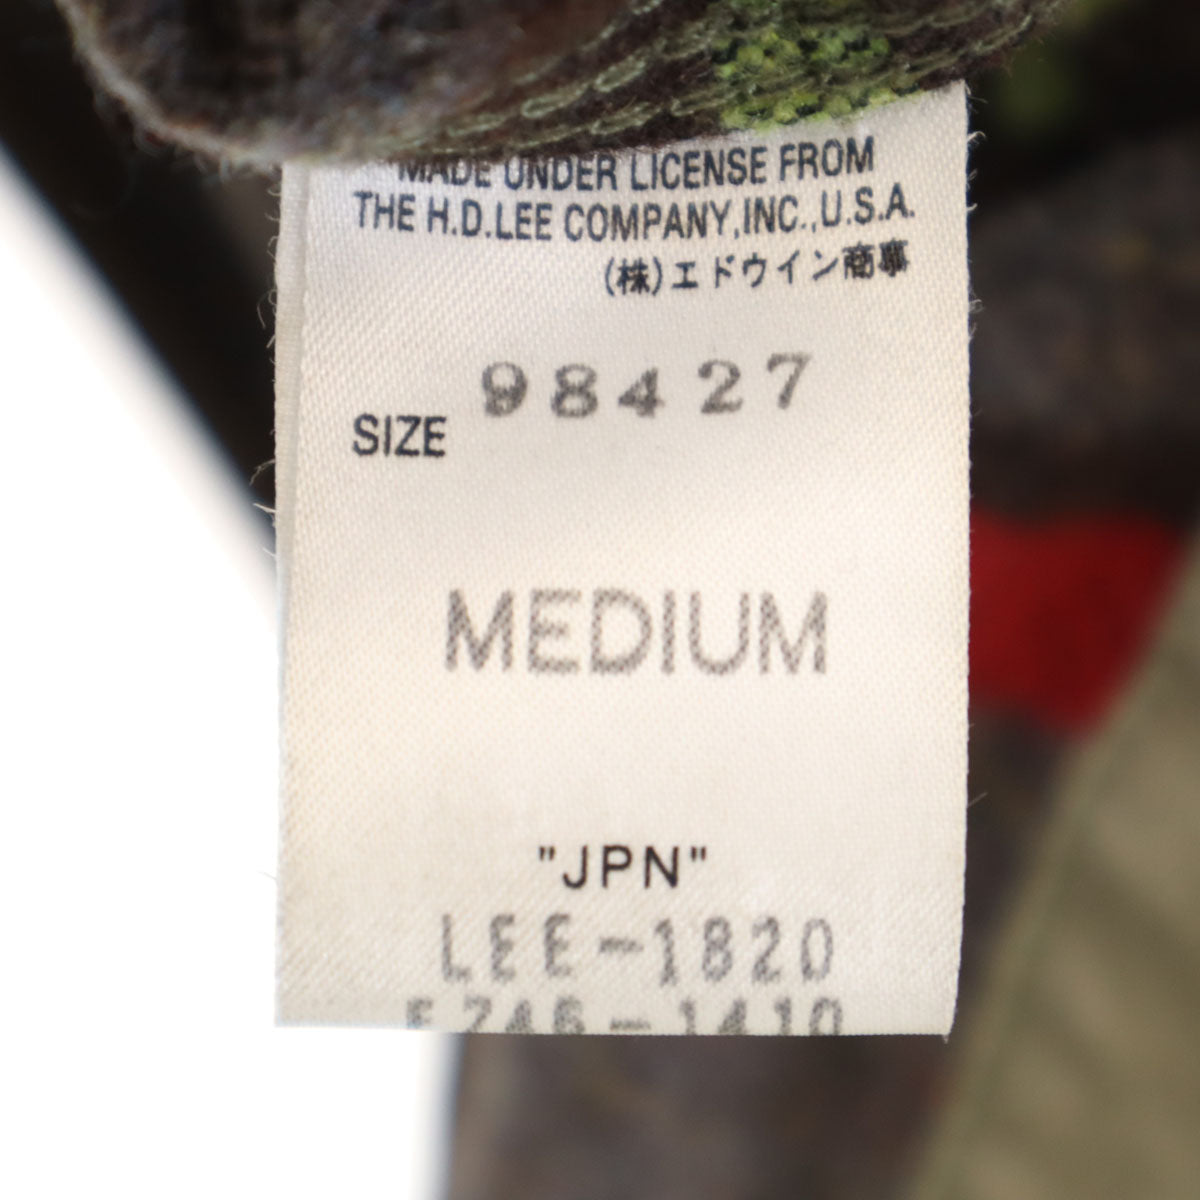 MADE UNDER LICENSE FROM
THE H.D.LEE COMPANY,INC.,U.S.A.
(株)エドウイン商事
98427
SIZE
MEDIUM
"JPN"
LEE-1820